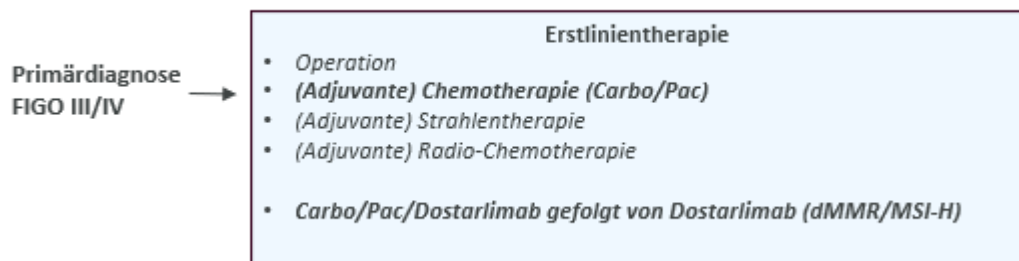 Erstlinientherapie
Primärdiagnose
FIGO III/IV
• Operation
• (Adjuvante) Chemotherapie (Carbo/Pac)
• (Adjuvante) Strahlentherapie
• (Adjuvante) Radio-Chemotherapie
• Carbo/Pac/Dostarlimab gefolgt von Dostarlimab (dMMR/MSI-H)